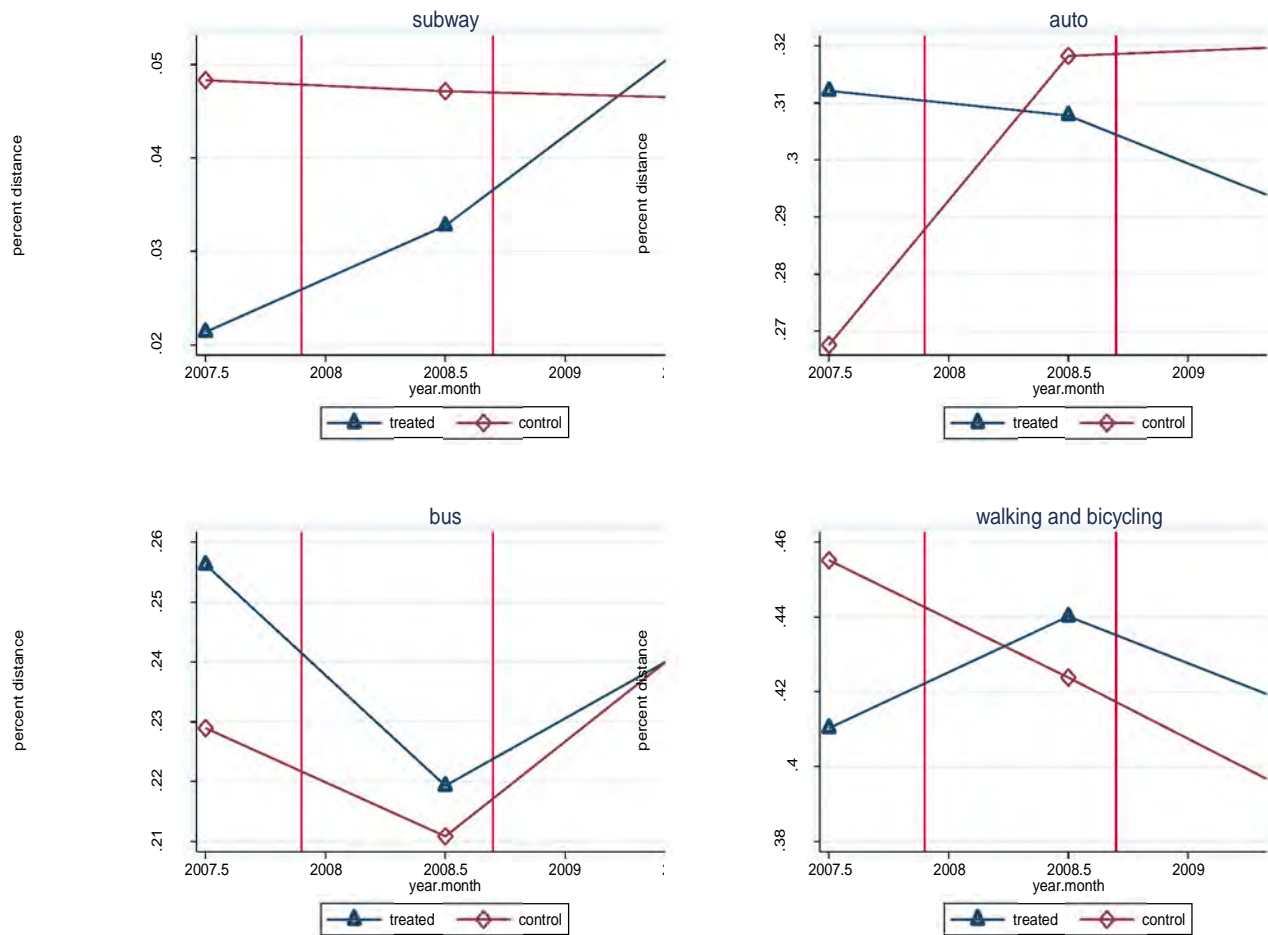 subway
percent distance
.05
.04
.03
.02
2007.5 2008 2008.5 2009 2
year.month
treated control
auto
percent distance
.32
.31
.3
.29
.28
.27
2007.5 2008 2008.5 2009
year.month
treated control
bus
percent distance
.26
.25
.24
.23
.22
.21
2007.5 2008 2008.5 2009
year.month
treated control
walking and bicycling
percent distance
.46
.44
.42
.4
.38
2007.5 2008 2008.5 2009
year.month
treated control